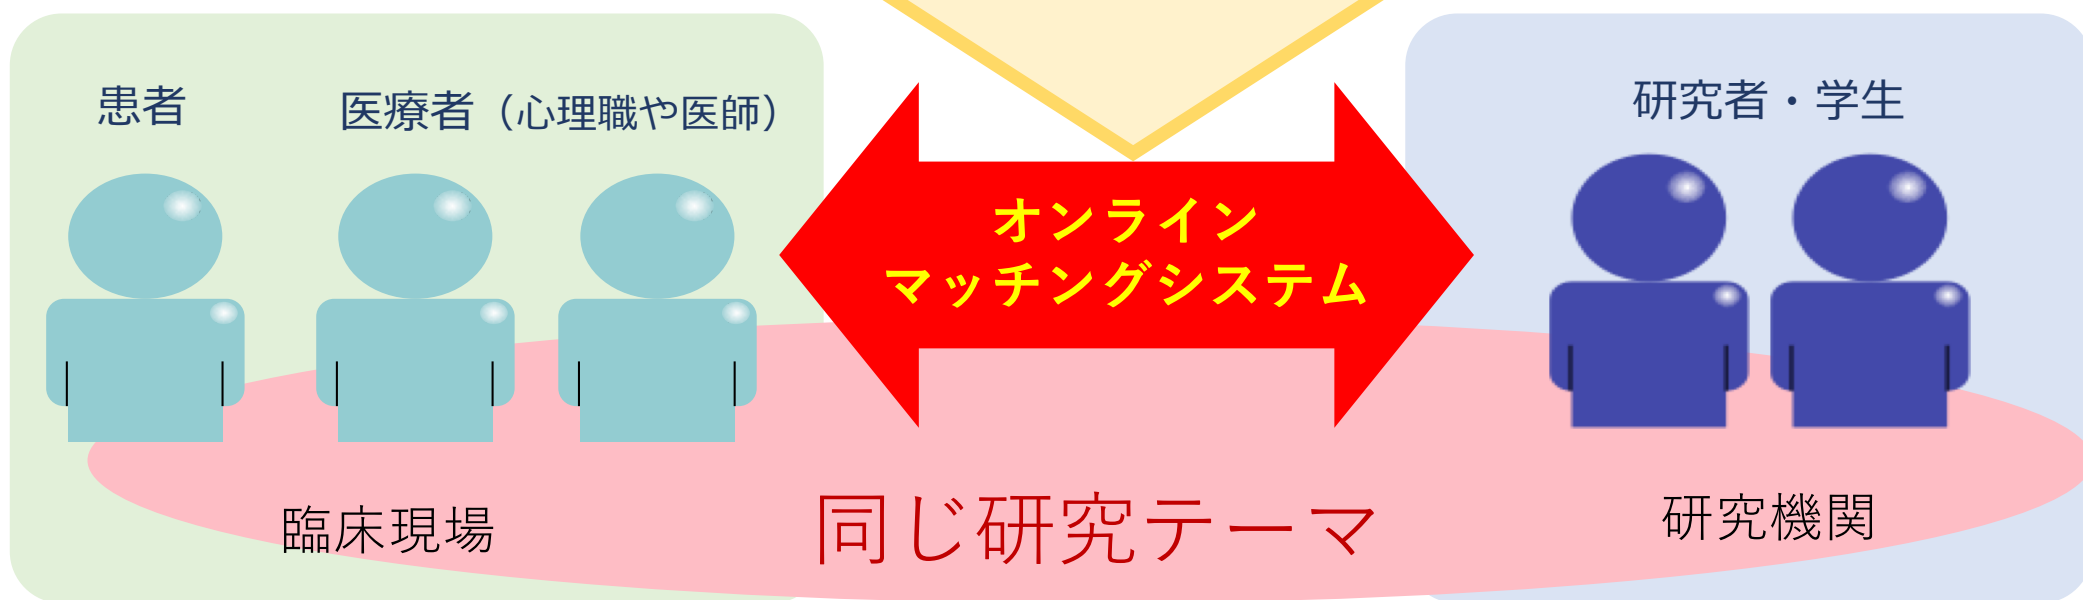 患者
医療者（心理職や医師）
研究者・学生
オンライン
マッチングシステム
臨床現場
同じ研究テーマ
研究機関